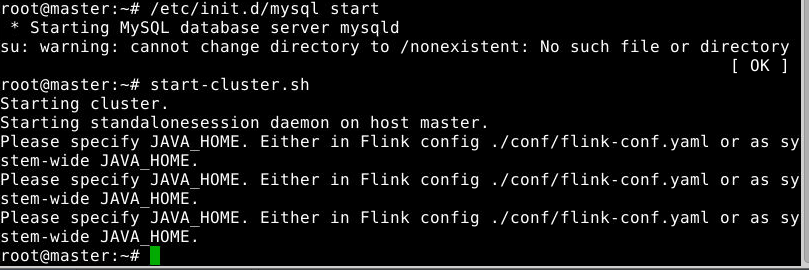 root@master:~# /etc/init.d/mysql start
 * Starting MySQL database server mysqld
su: warning: cannot change directory to /nonexistent: No such file or directory
[ OK ]
root@master:~# start-cluster.sh
Starting cluster.
Starting standalonesession daemon on host master.
Please specify JAVA_HOME. Either in Flink config ./conf/flink-conf.yaml or as sy
stem-wide JAVA_HOME.
Please specify JAVA_HOME. Either in Flink config ./conf/flink-conf.yaml or as sy
stem-wide JAVA_HOME.
Please specify JAVA_HOME. Either in Flink config ./conf/flink-conf.yaml or as sy
stem-wide JAVA_HOME.
root@master:~#